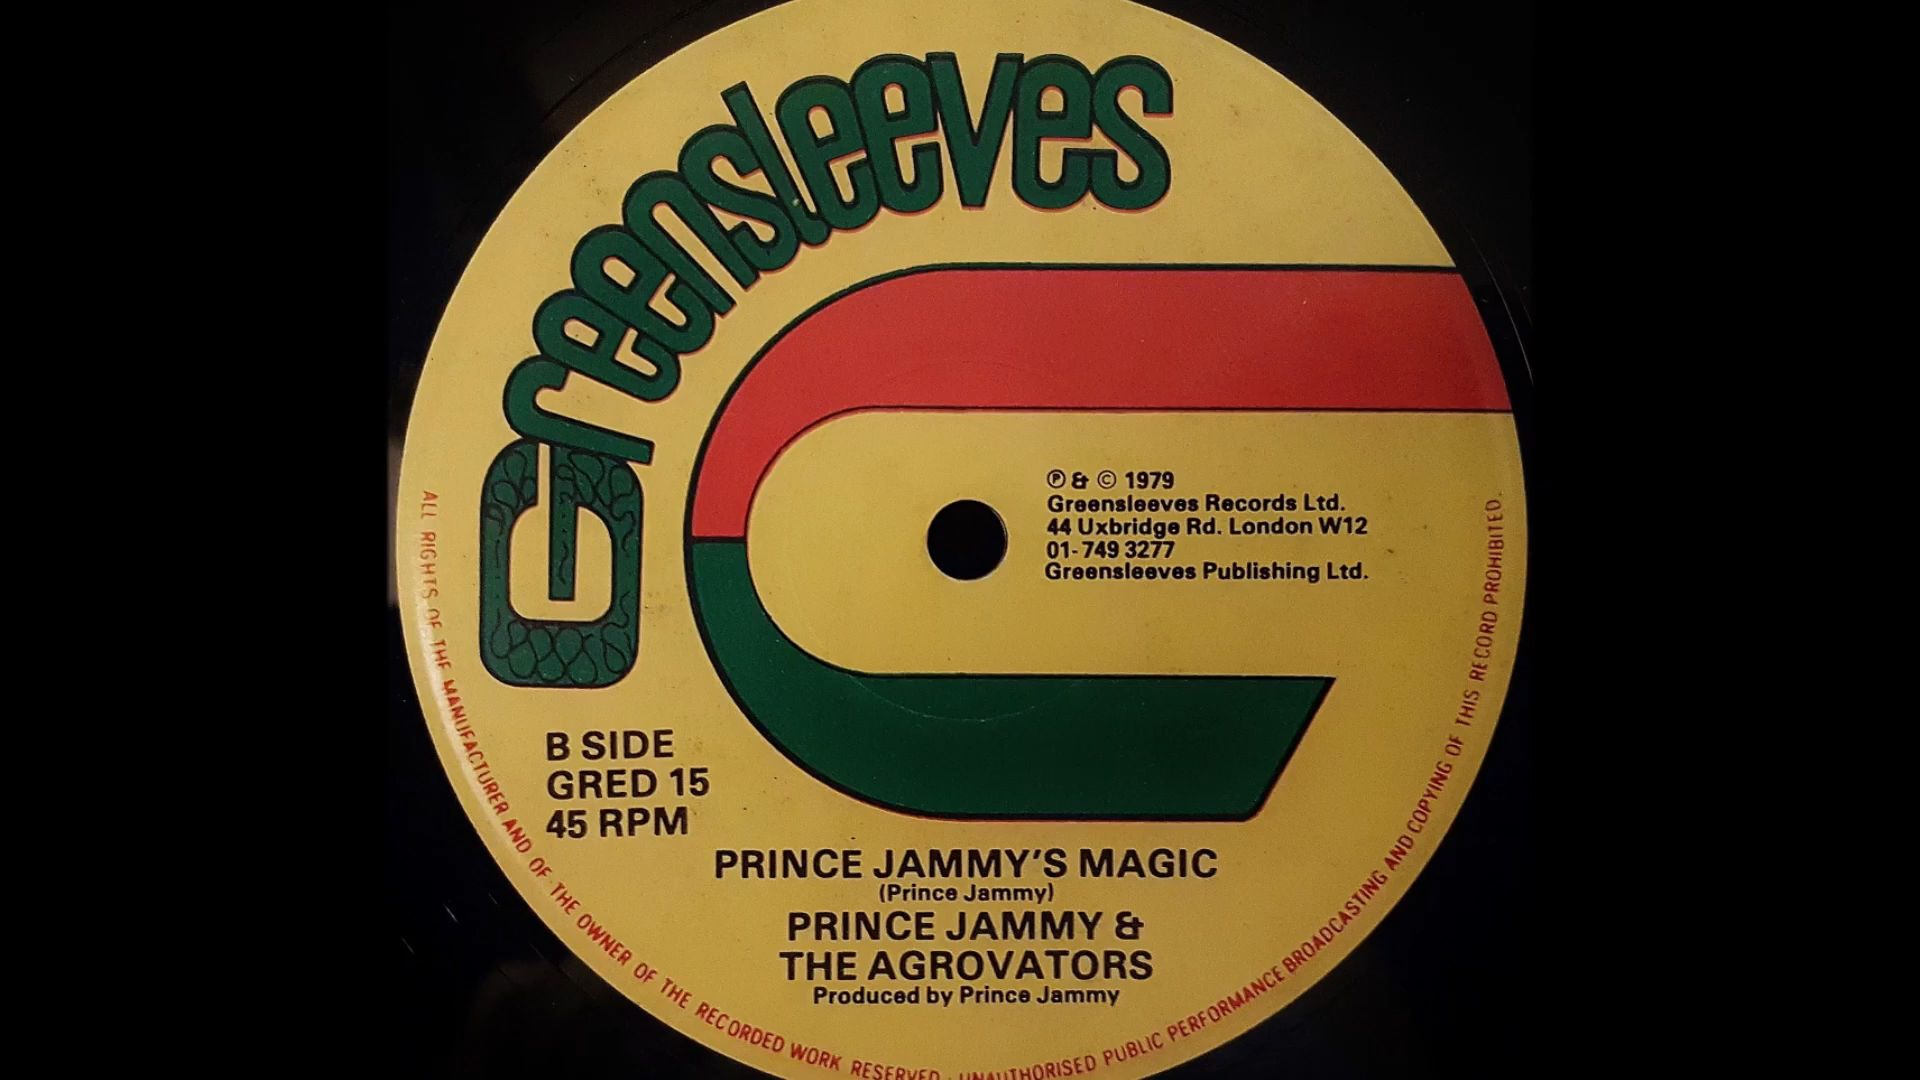 Greensleeves
℗ & © 1979
Greensleeves Records Ltd.
44 Uxbridge Rd. London W12
01-749 3277
Greensleeves Publishing Ltd.
B SIDE
GRED 15
45 RPM
PRINCE JAMMY'S MAGIC
(Prince Jammy)
PRINCE JAMMY &
THE AGROVATORS
Produced by Prince Jammy
ALL RIGHTS OF THE MANUFACTURER AND OF THE OWNER OF THE RECORDED WORK RESERVED. UNAUTHORISED PUBLIC PERFORMANCE BROADCASTING AND COPYING OF THIS RECORD PROHIBITED.